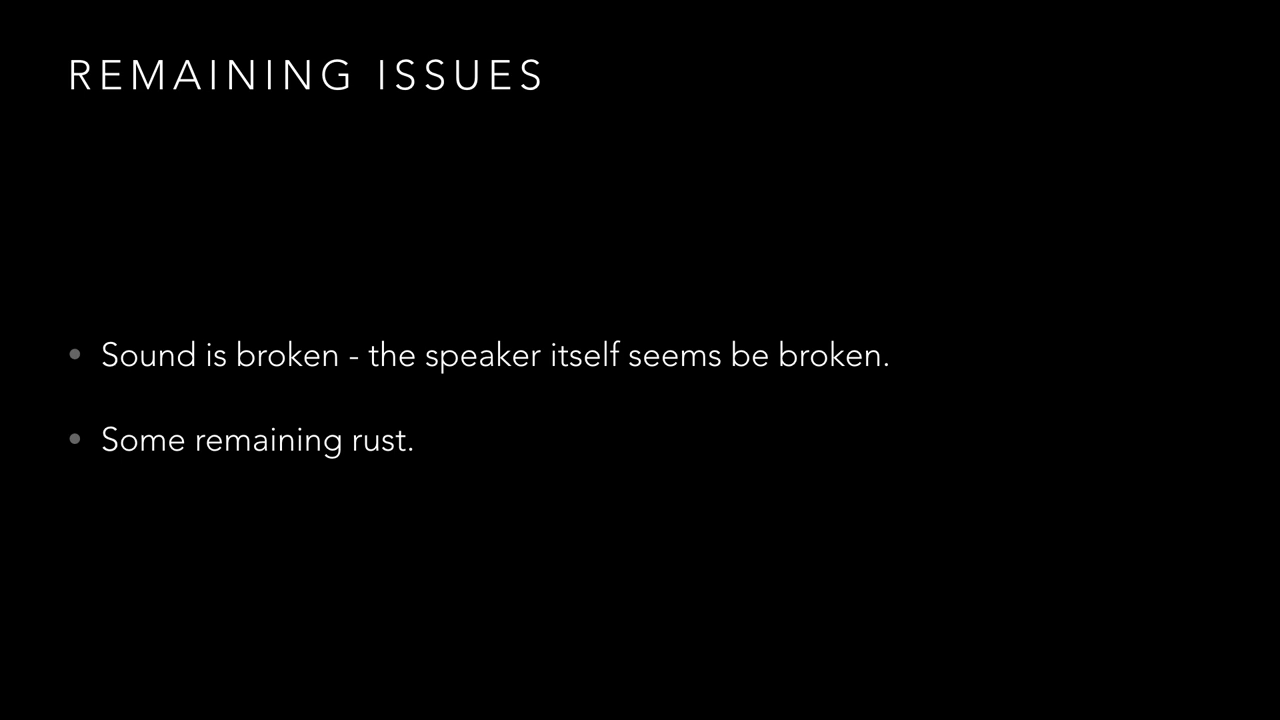 REMAINING ISSUES
• Sound is broken - the speaker itself seems be broken.
• Some remaining rust.